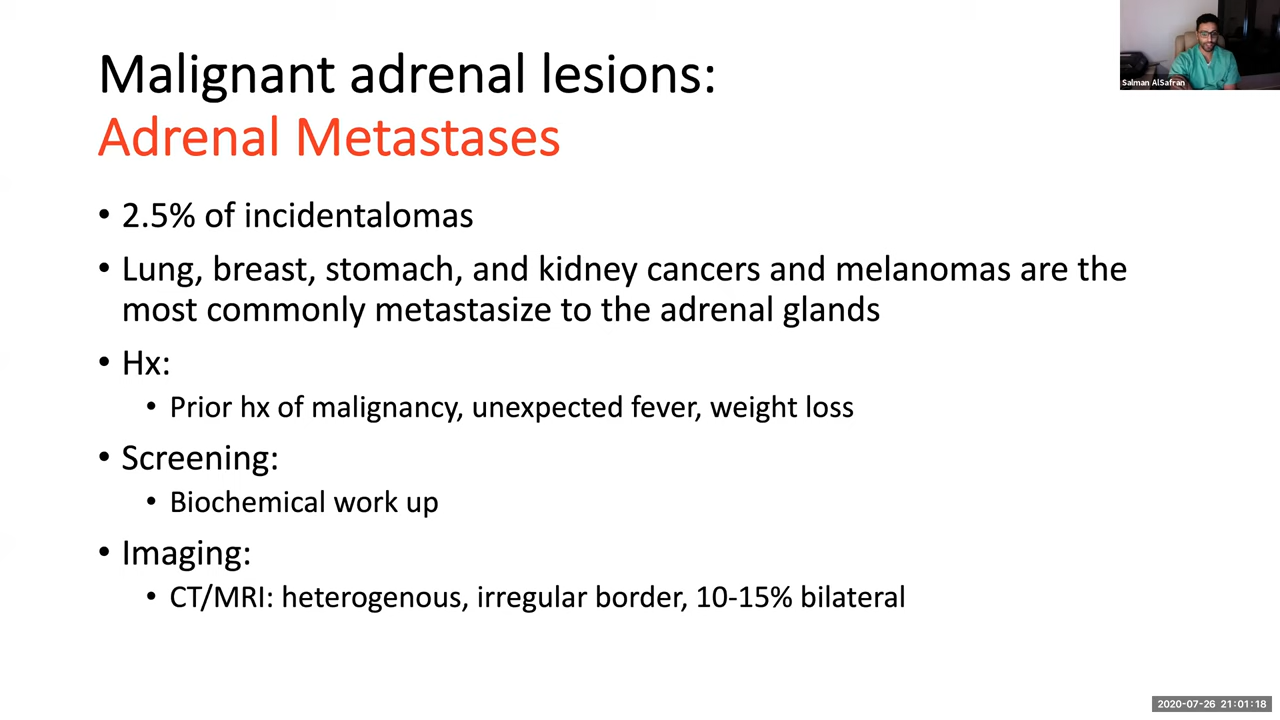 Malignant adrenal lesions:
Adrenal Metastases
• 2.5% of incidentalomas
• Lung, breast, stomach, and kidney cancers and melanomas are the
most commonly metastasize to the adrenal glands
• Hx:
• Prior hx of malignancy, unexpected fever, weight loss
• Screening:
• Biochemical work up
• Imaging:
• CT/MRI: heterogenous, irregular border, 10-15% bilateral
Salman AlSafran
2020-07-26 21:01:18